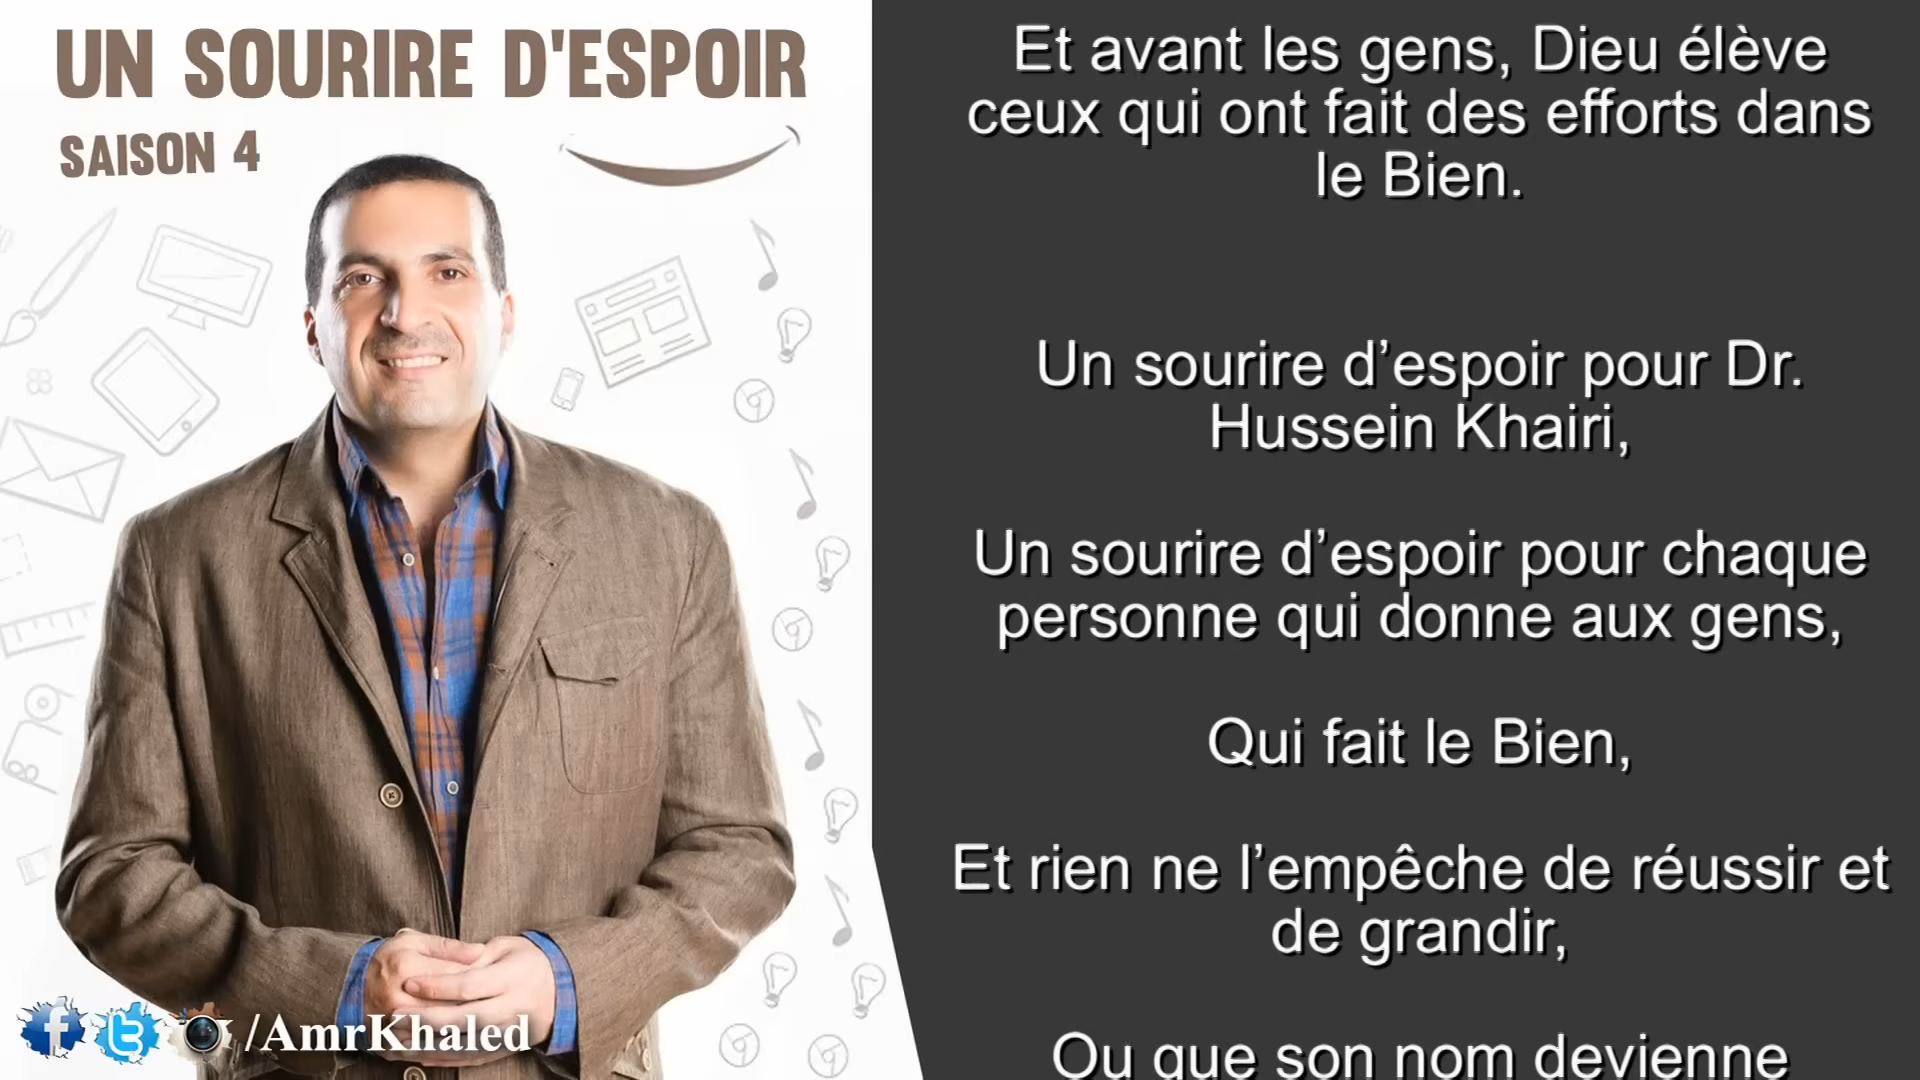 UN SOURIRE D'ESPOIR
SAISON 4
/AmrKhaled
Et avant les gens, Dieu élève
ceux qui ont fait des efforts dans
le Bien.
Un sourire d’espoir pour Dr.
Hussein Khairi,
Un sourire d’espoir pour chaque
personne qui donne aux gens,
Qui fait le Bien,
Et rien ne l’empêche de réussir et
de grandir,
Ou que son nom devienne